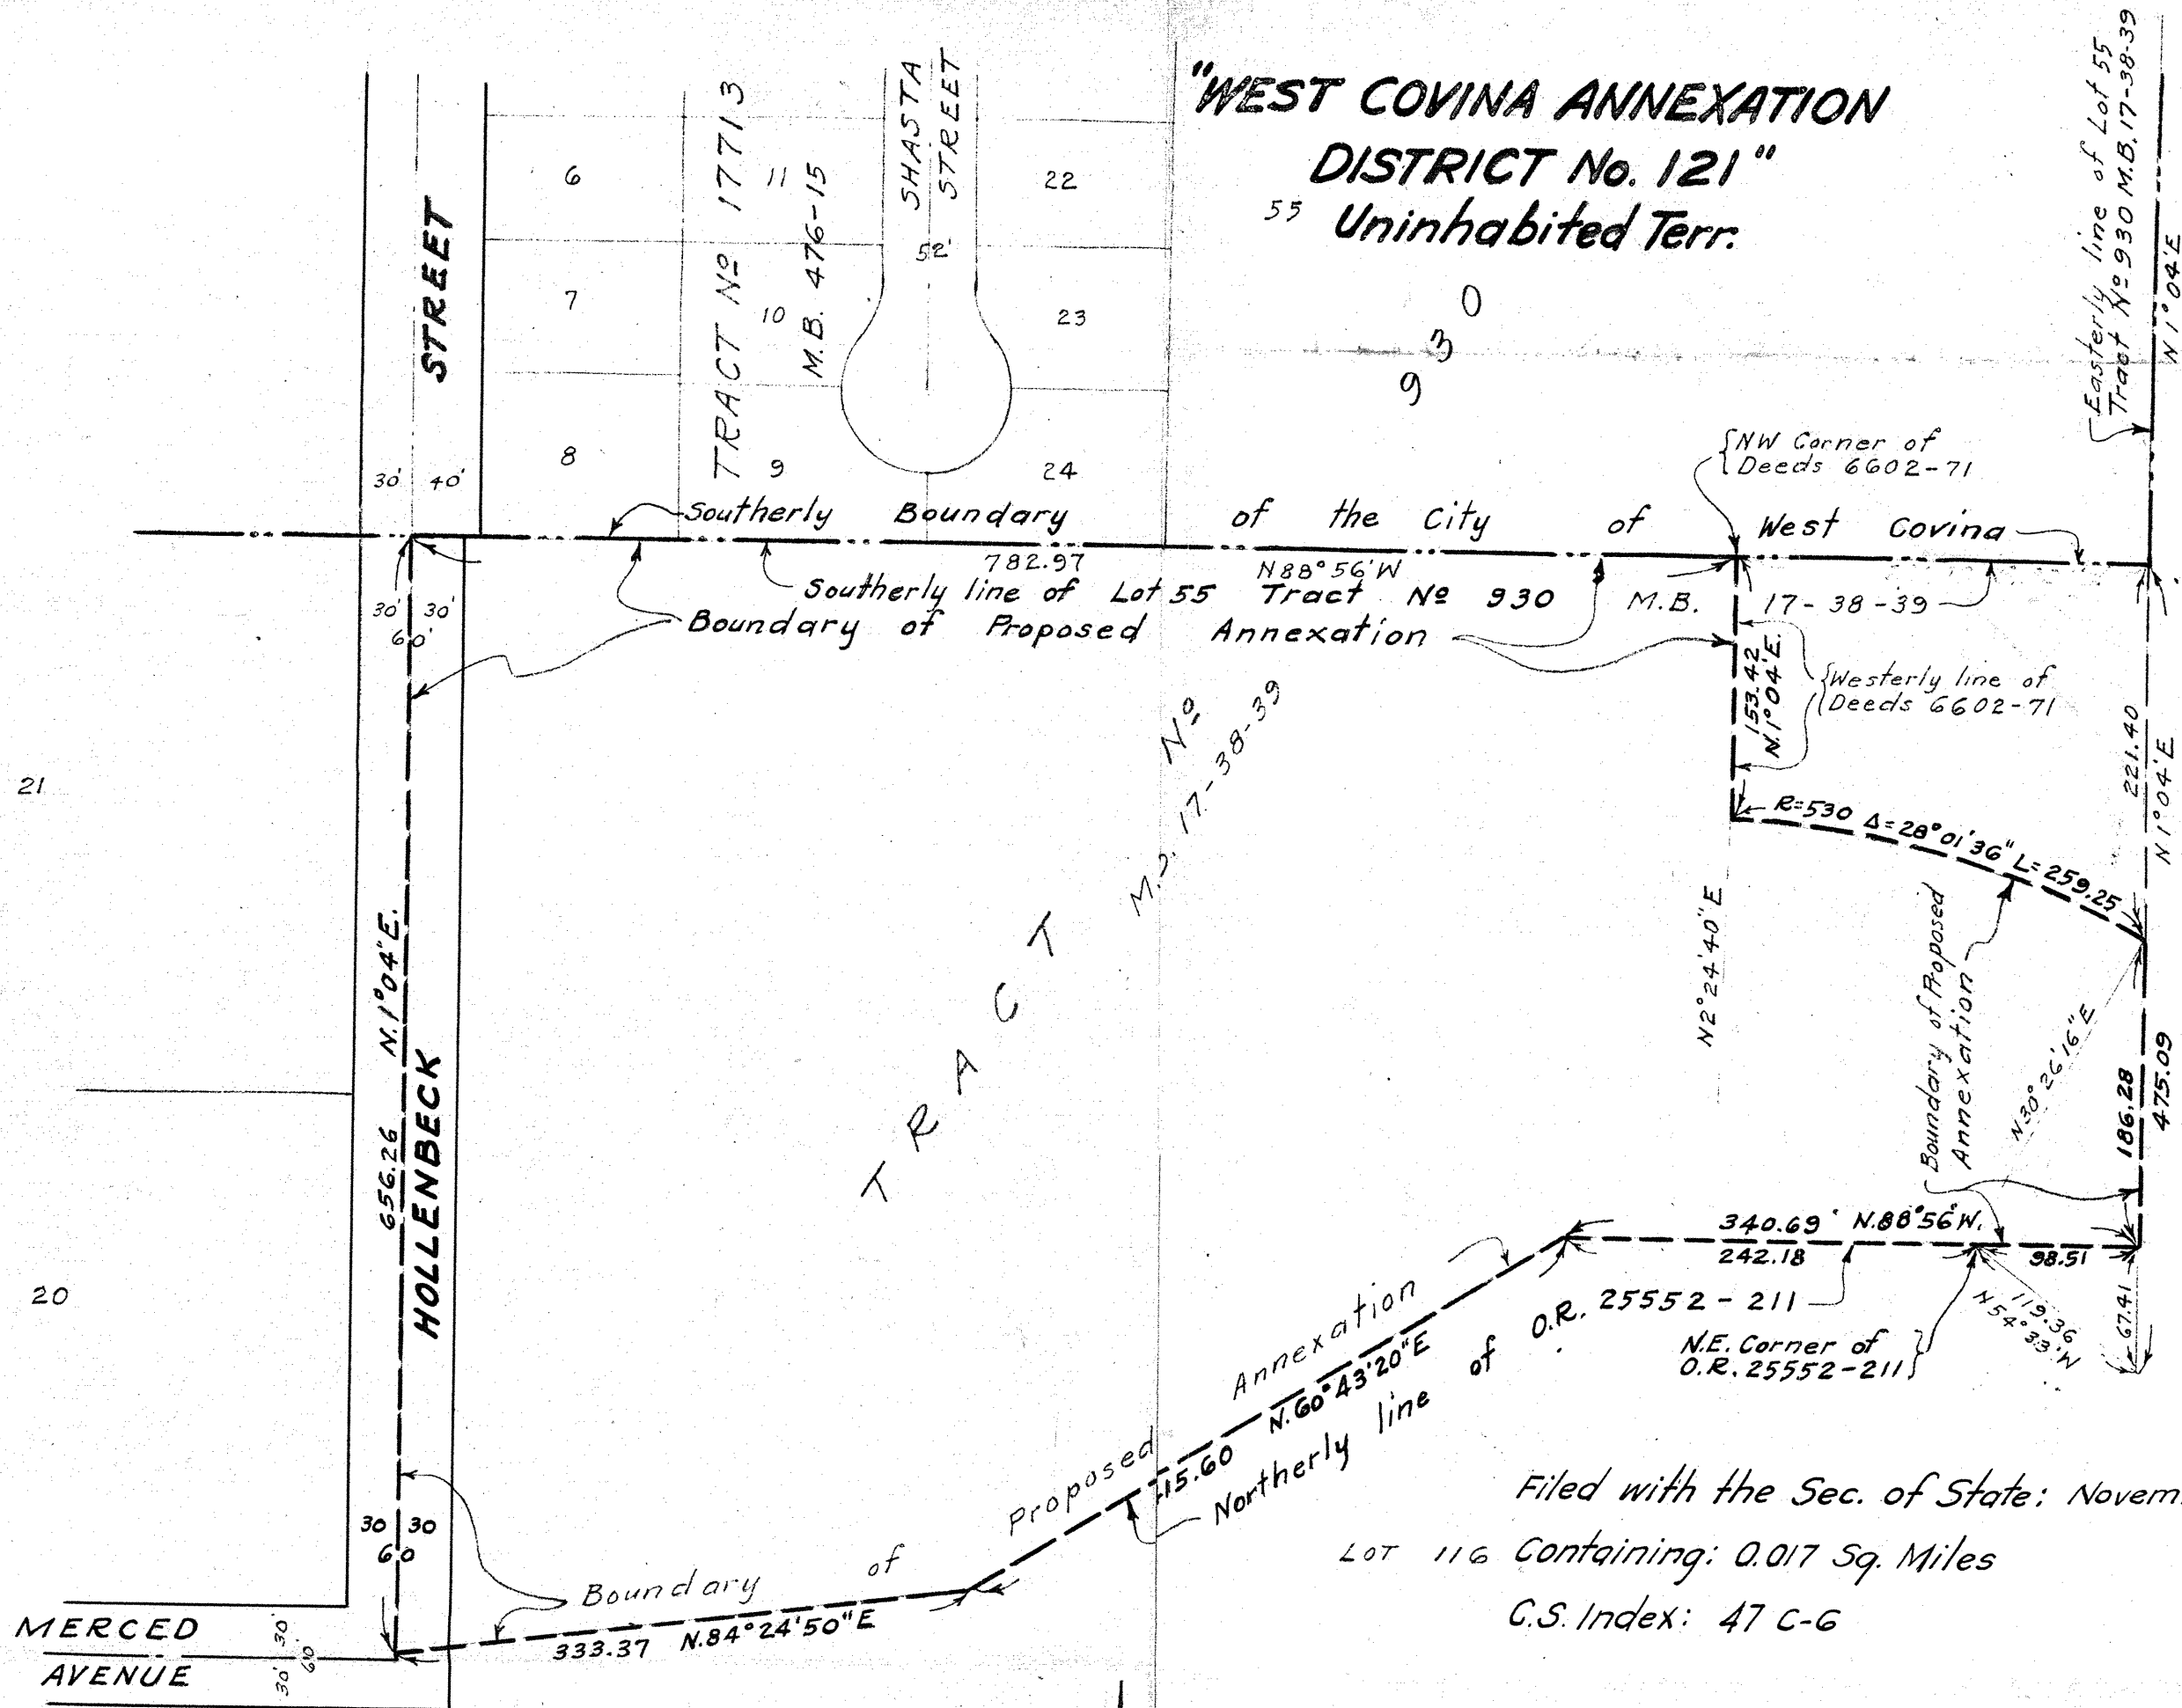 "WEST COVINA ANNEXATION
DISTRICT No. 121"
Uninhabited Terr.
55
930
STREET
6
7
8
TRACT Nº 17713
M.B. 476-15
11
10
9
SHASTA
STREET
52'
22
23
24
Easterly line of Lot 55
Tract Nº 930 M.B. 17-38-39
N1°04'E
30' 40'
{NW Corner of
Deeds 6602-71
Southerly Boundary of the City of West Covina
782.97
N88°56'W
Southerly line of Lot 55 Tract Nº 930 M.B. 17-38-39
Boundary of Proposed Annexation
30' 30'
60'
153.42
N.1°04'E.
{Westerly line of
Deeds 6602-71
221.40
N1°04'E
21
TRACT Nº
17-38-39
R=530 Δ=28°01'36" L=259.25
N2°24'40"E
Boundary of Proposed
Annexation
N30°26'16"E
186.28
475.09
656.26 N.1°04"E.
HOLLENBECK
20
340.69' N.88°56'W.
242.18
98.51
119.36
N54°33'W
67.41
N.E. Corner of
O.R. 25552-211}
Boundary of Proposed Annexation
15.60 N.60°43'20"E
Northerly line of O.R. 25552-211
333.37 N.84°24'50"E
30 30
60
MERCED
AVENUE
30' 30'
60'
Filed with the Sec. of State: Novem
LOT 116
Containing: 0.017 Sq. Miles
C.S. Index: 47 C-6